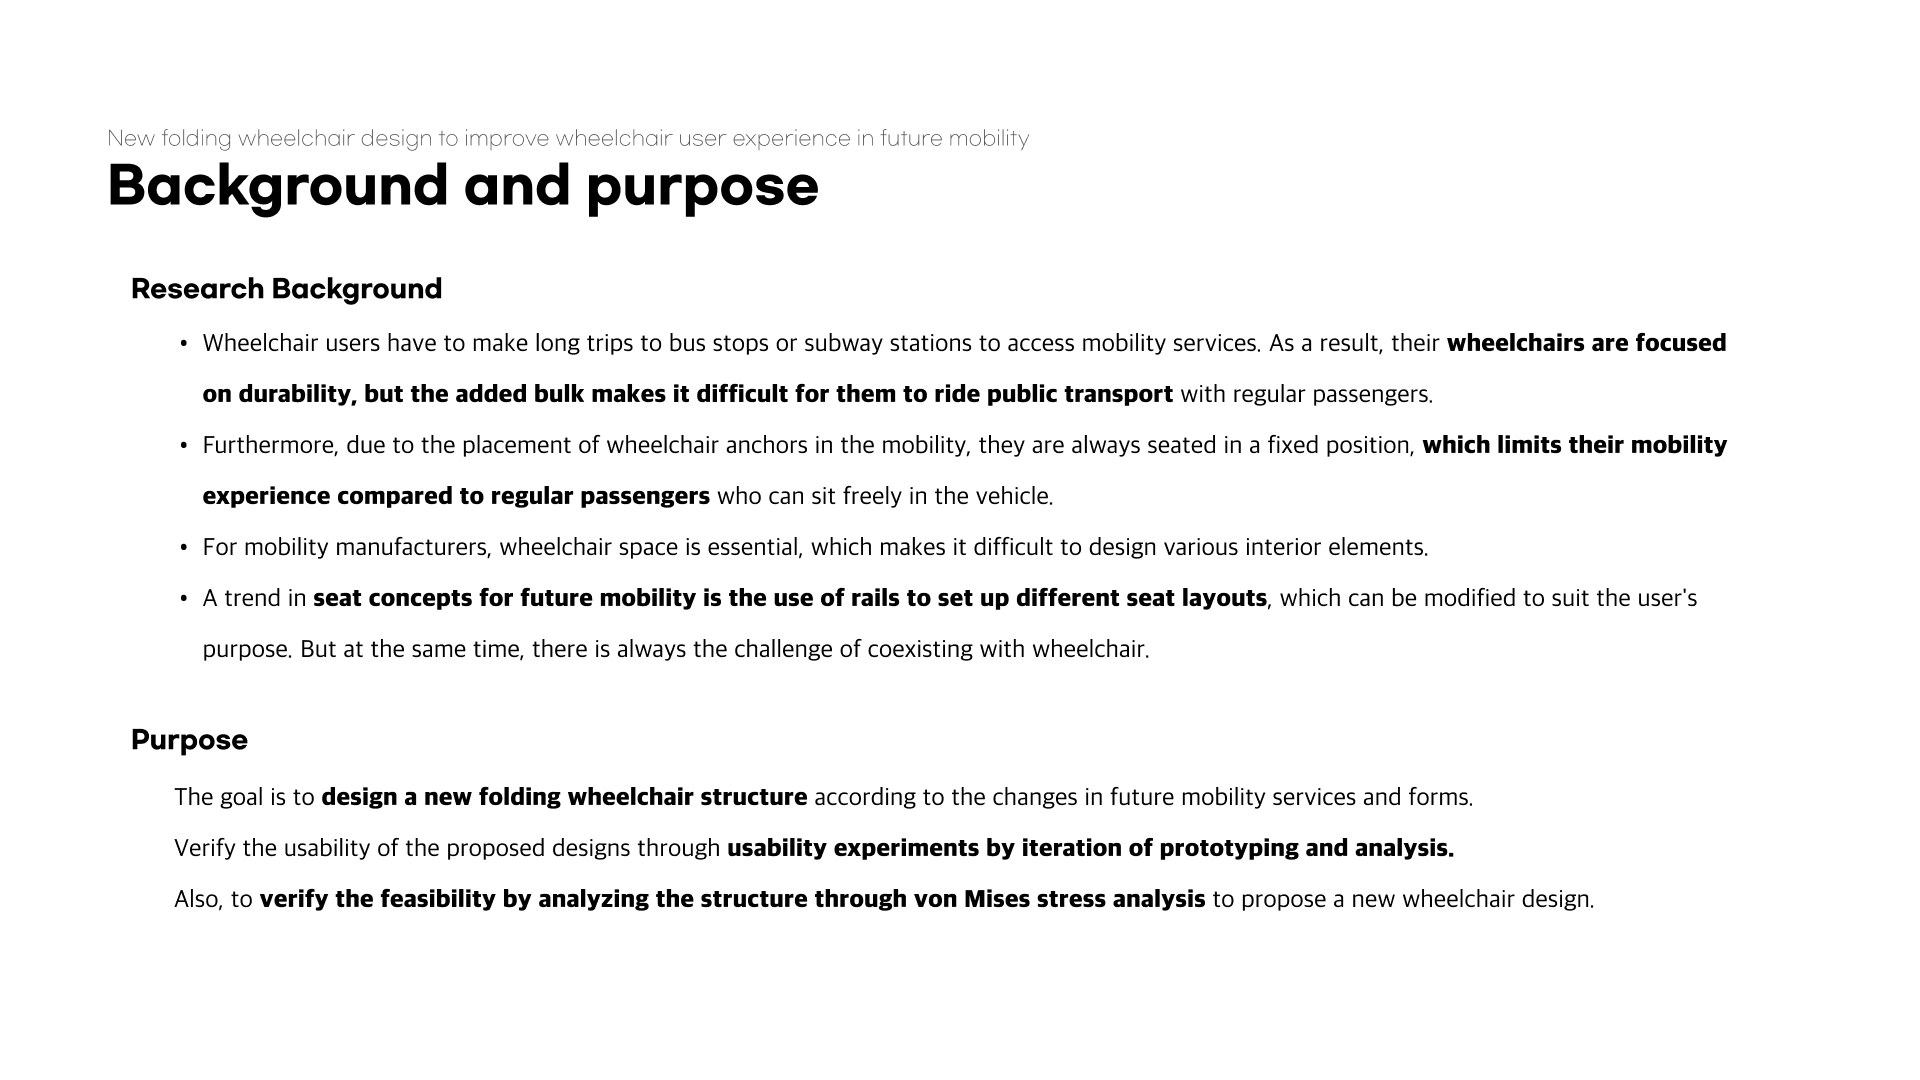 New folding wheelchair design to improve wheelchair user experience in future mobility
Background and purpose
Research Background
• Wheelchair users have to make long trips to bus stops or subway stations to access mobility services. As a result, their wheelchairs are focused
on durability, but the added bulk makes it difficult for them to ride public transport with regular passengers.
• Furthermore, due to the placement of wheelchair anchors in the mobility, they are always seated in a fixed position, which limits their mobility
experience compared to regular passengers who can sit freely in the vehicle.
• For mobility manufacturers, wheelchair space is essential, which makes it difficult to design various interior elements.
• A trend in seat concepts for future mobility is the use of rails to set up different seat layouts, which can be modified to suit the user's
purpose. But at the same time, there is always the challenge of coexisting with wheelchair.
Purpose
The goal is to design a new folding wheelchair structure according to the changes in future mobility services and forms.
Verify the usability of the proposed designs through usability experiments by iteration of prototyping and analysis.
Also, to verify the feasibility by analyzing the structure through von Mises stress analysis to propose a new wheelchair design.